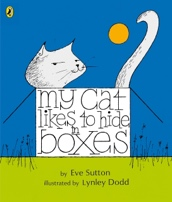 my cat
likes to hide
in
boxes
by Eve Sutton
illustrated by Lynley Dodd